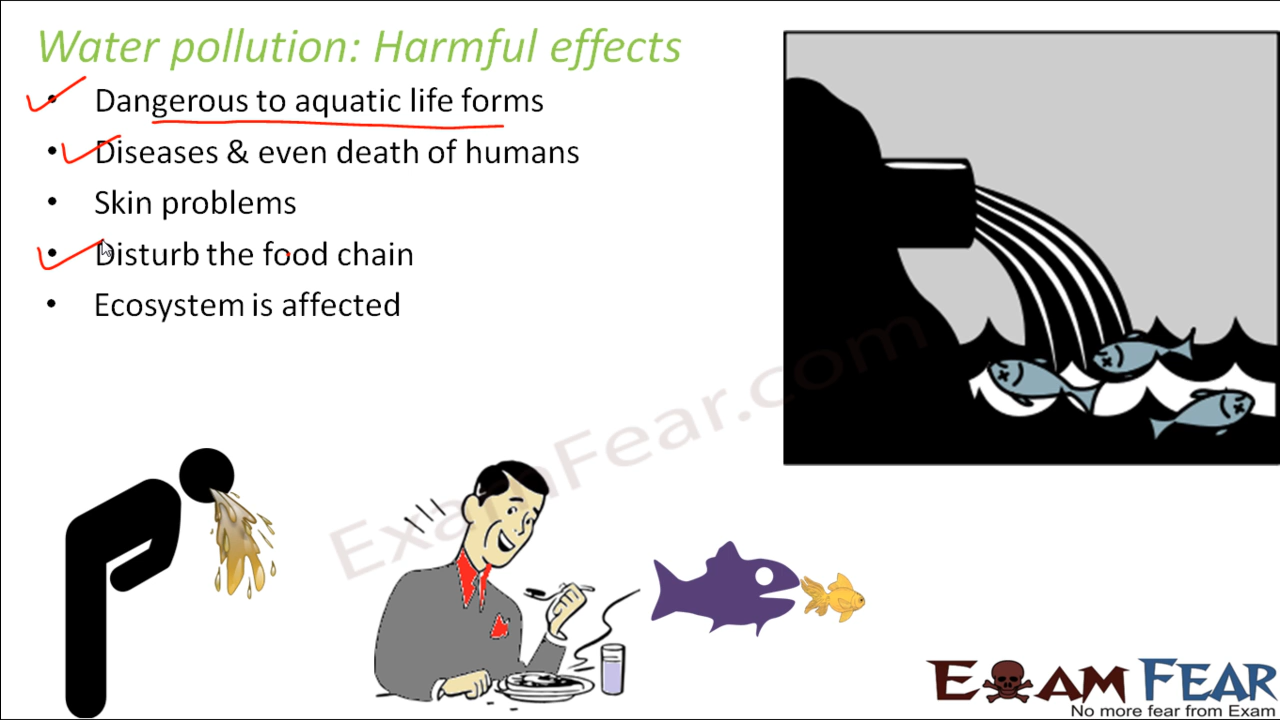 Water pollution: Harmful effects
• Dangerous to aquatic life forms
• Diseases & even death of humans
• Skin problems
• Disturb the food chain
• Ecosystem is affected
ExamFear.com
EXAM FEAR
No more fear from Exam